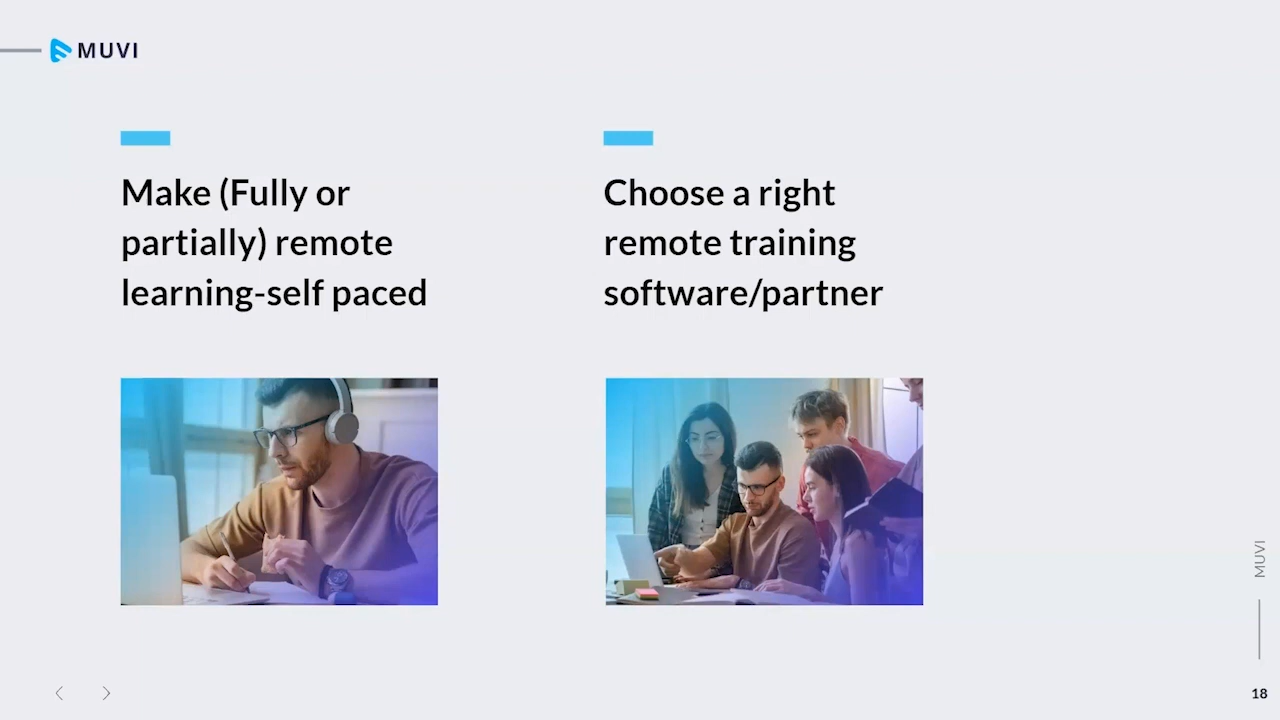 MUVI
Make (Fully or
partially) remote
learning-self paced
Choose a right
remote training
software/partner
MUVI
18